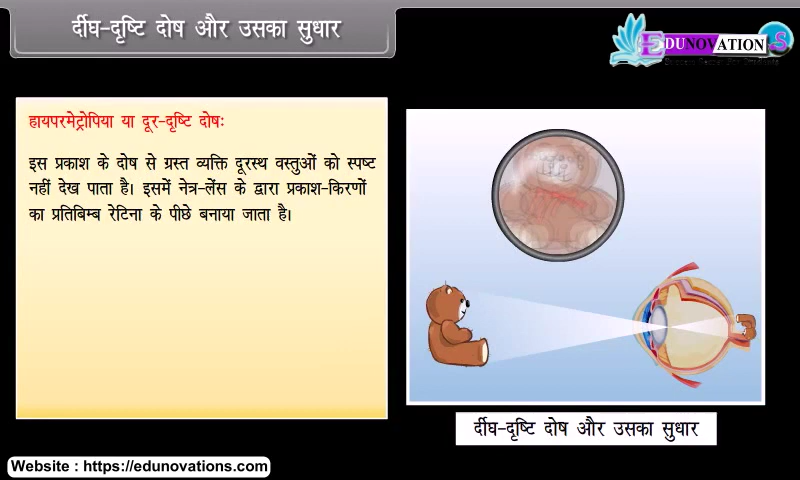 र्दीघ-दृष्टि दोष और उसका सुधार
EDUNOVATIONS
हायपरमेट्रोपिया या दूर-दृष्टि दोषः
इस प्रकाश के दोष से ग्रस्त व्यक्ति दूरस्थ वस्तुओं को स्पष्ट
नहीं देख पाता है। इसमें नेत्र-लेंस के द्वारा प्रकाश-किरणों
का प्रतिबिम्ब रेटिना के पीछे बनाया जाता है।
र्दीघ-दृष्टि दोष और उसका सुधार
Website : https://edunovations.com